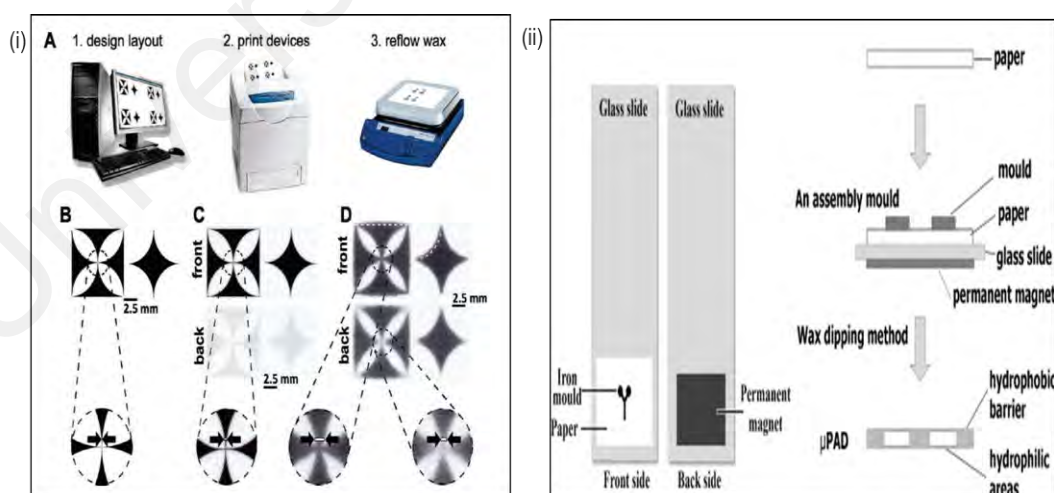 (i)
A 1. design layout 2. print devices 3. reflow wax
B C D
front
back
2.5 mm
2.5 mm
front
back
2.5 mm
(ii)
Glass slide Glass slide
Iron mould
Paper
Permanent magnet
Front side Back side
paper
An assembly mould
mould
paper
glass slide
permanent magnet
Wax dipping method
hydrophobic barrier
µPAD
hydrophilic areas